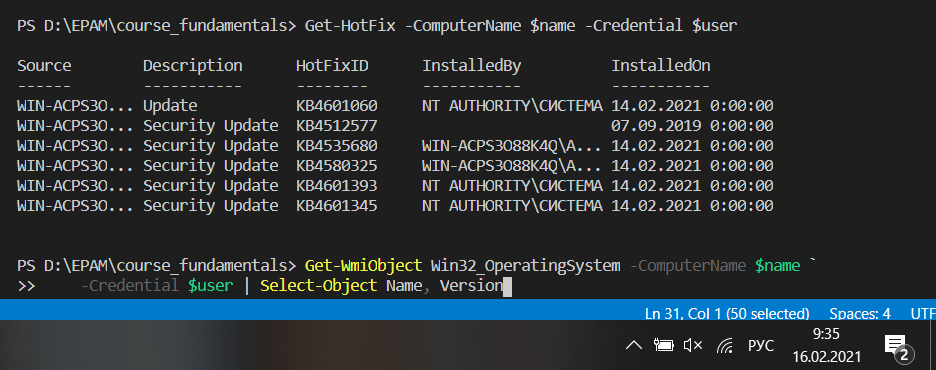 PS D:\EPAM\course_fundamentals> Get-HotFix -ComputerName $name -Credential $user
Source Description HotFixID InstalledBy InstalledOn
------ ----------- -------- ----------- -----------
WIN-ACPS3O... Update KB4601060 NT AUTHORITY\СИСТЕМА 14.02.2021 0:00:00
WIN-ACPS3O... Security Update KB4512577 07.09.2019 0:00:00
WIN-ACPS3O... Security Update KB4535680 WIN-ACPS3O88K4Q\A... 14.02.2021 0:00:00
WIN-ACPS3O... Security Update KB4580325 WIN-ACPS3O88K4Q\A... 14.02.2021 0:00:00
WIN-ACPS3O... Security Update KB4601393 NT AUTHORITY\СИСТЕМА 14.02.2021 0:00:00
WIN-ACPS3O... Security Update KB4601345 NT AUTHORITY\СИСТЕМА 14.02.2021 0:00:00
PS D:\EPAM\course_fundamentals> Get-WmiObject Win32_OperatingSystem -ComputerName $name `
>> -Credential $user | Select-Object Name, Version
Ln 31, Col 1 (50 selected) Spaces: 4 UTF
РУС 9:35
16.02.2021 2